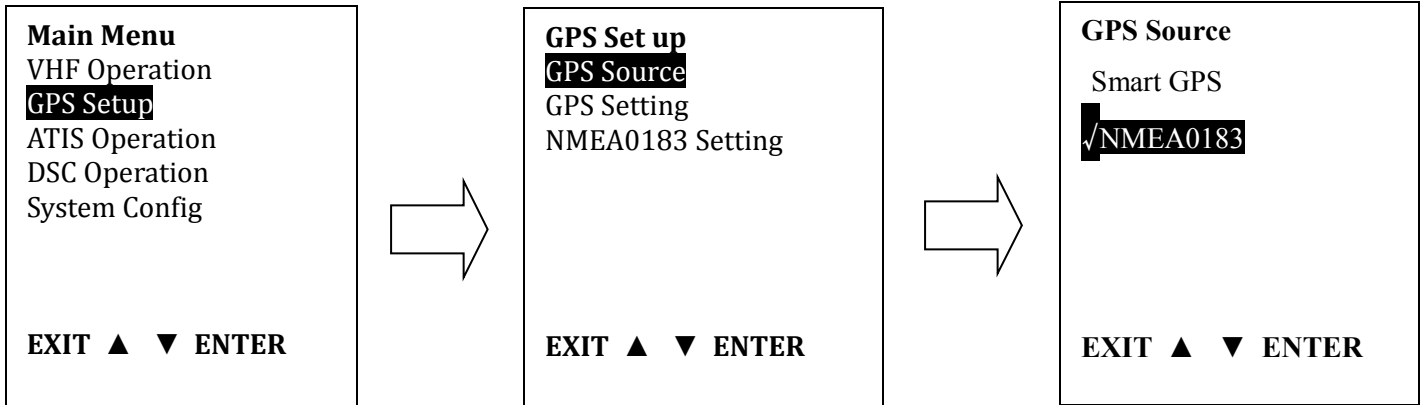 Main Menu
VHF Operation
GPS Setup
ATIS Operation
DSC Operation
System Config
EXIT ▲ ▼ ENTER
GPS Set up
GPS Source
GPS Setting
NMEA0183 Setting
EXIT ▲ ▼ ENTER
GPS Source
Smart GPS
√NMEA0183
EXIT ▲ ▼ ENTER